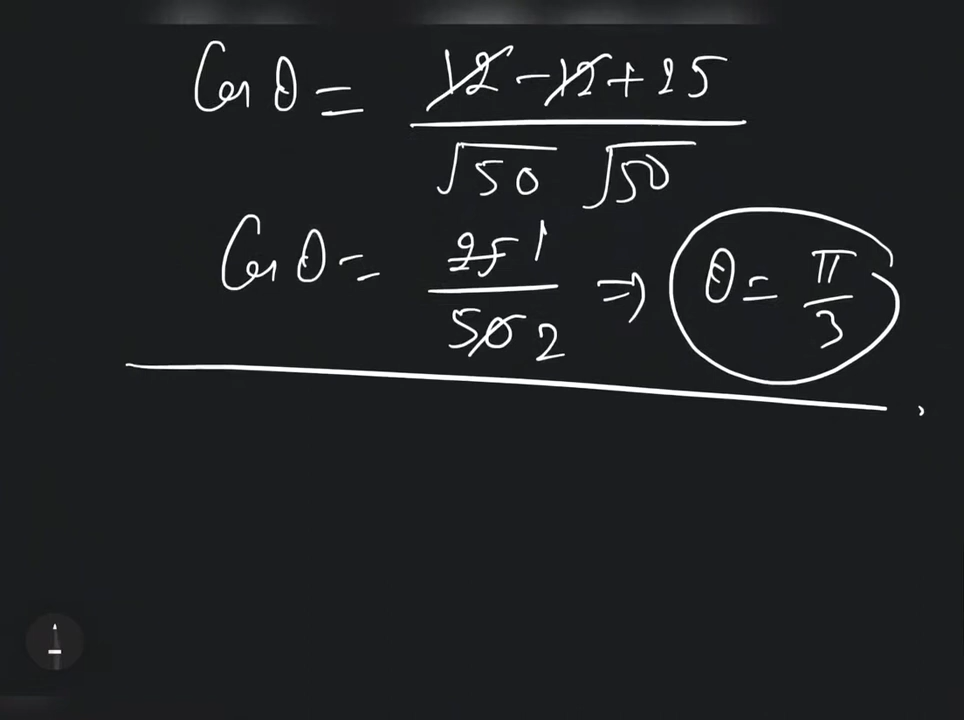 Cos θ = 12 - 12 + 25 / √50 √50
Cos θ = 25 1 / 50 2 ⇒ θ = π/3